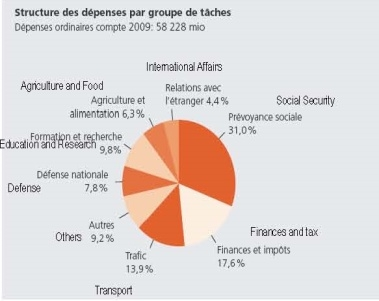 Structure des dépenses par groupe de tâches
Dépenses ordinaires compte 2009: 58 228 mio
International Affairs
Relations avec
l'étranger 4,4%
Agriculture and Food
Agriculture et
alimentation 6,3%
Social Security
Prévoyance sociale
31,0%
Education and Research
Formation et recherche
9,8%
Défense nationale
7,8%
Defense
Autres
9,2%
Others
Trafic
13,9%
Transport
Finances and tax
Finances et impôts
17,6%